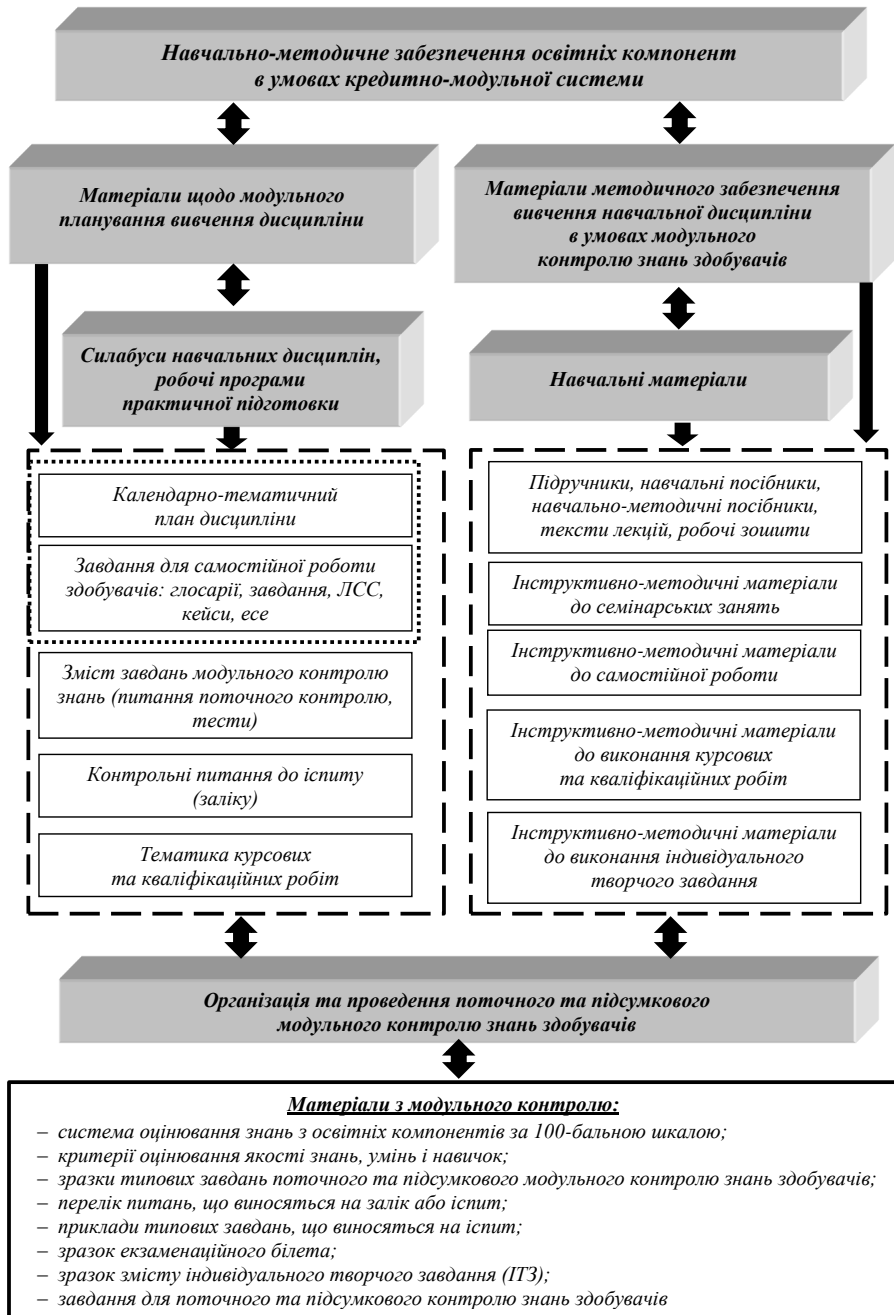 Навчально-методичне забезпечення освітніх компонент
в умовах кредитно-модульної системи
Матеріали щодо модульного
планування вивчення дисципліни
Матеріали методичного забезпечення
вивчення навчальної дисципліни
в умовах модульного
контролю знань здобувачів
Силабуси навчальних дисциплін,
робочі програми
практичної підготовки
Навчальні матеріали
Календарно-тематичний
план дисципліни
Завдання для самостійної роботи
здобувачів: глосарії, завдання, ЛСС,
кейси, есе
Зміст завдань модульного контролю
знань (питання поточного контролю,
тести)
Контрольні питання до іспиту
(заліку)
Тематика курсових
та кваліфікаційних робіт
Підручники, навчальні посібники,
навчально-методичні посібники,
тексти лекцій, робочі зошити
Інструктивно-методичні матеріали
до семінарських занять
Інструктивно-методичні матеріали
до самостійної роботи
Інструктивно-методичні матеріали
до виконання курсових
та кваліфікаційних робіт
Інструктивно-методичні матеріали
до виконання індивідуального
творчого завдання
Організація та проведення поточного та підсумкового
модульного контролю знань здобувачів
Матеріали з модульного контролю:
– система оцінювання знань з освітніх компонентів за 100-бальною шкалою;
– критерії оцінювання якості знань, умінь і навичок;
– зразки типових завдань поточного та підсумкового модульного контролю знань здобувачів;
– перелік питань, що виносяться на залік або іспит;
– приклади типових завдань, що виносяться на іспит;
– зразок екзаменаційного білета;
– зразок змісту індивідуального творчого завдання (ІТЗ);
– завдання для поточного та підсумкового контролю знань здобувачів